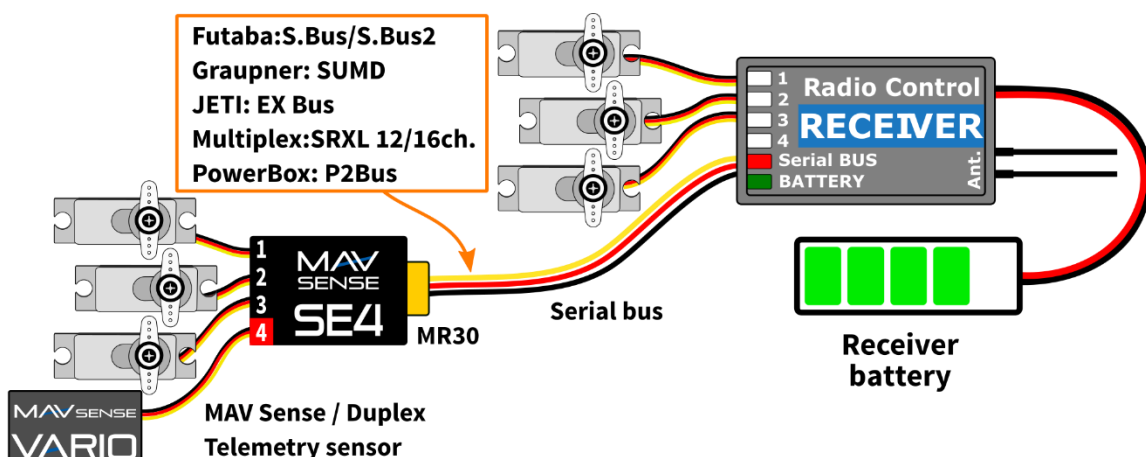 Futaba:S.Bus/S.Bus2
Graupner: SUMD
JETI: EX Bus
Multiplex:SRXL 12/16ch.
PowerBox: P2Bus
1
2
3
4
Radio Control
RECEIVER
Serial BUS
BATTERY
Ant.
1
2
3
4
MAV
SENSE
SE4
MR30
Serial bus
Receiver
battery
MAV SENSE
VARIO
MAV Sense / Duplex
Telemetry sensor